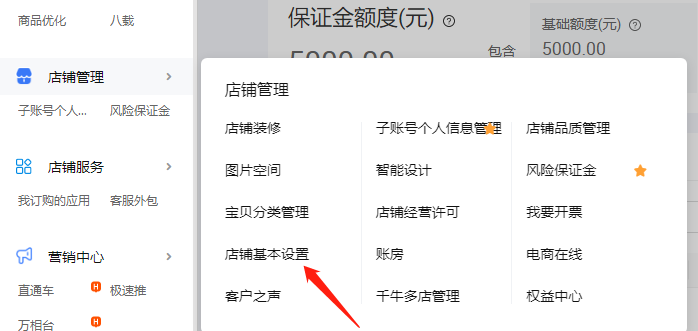 商品优化 八载
店铺管理
子账号个人... 风险保证金
店铺服务
我订购的应用 客服外包
营销中心
直通车 H 极速推 H
万相台 H
保证金额度(元) ?
5000.00 包含
基础额度(元) ?
5000.00
店铺管理
店铺装修 子账号个人信息管理 店铺品质管理
图片空间 智能设计 风险保证金
宝贝分类管理 店铺经营许可 我要开票
店铺基本设置 账房 电商在线
客户之声 千牛多店管理 权益中心